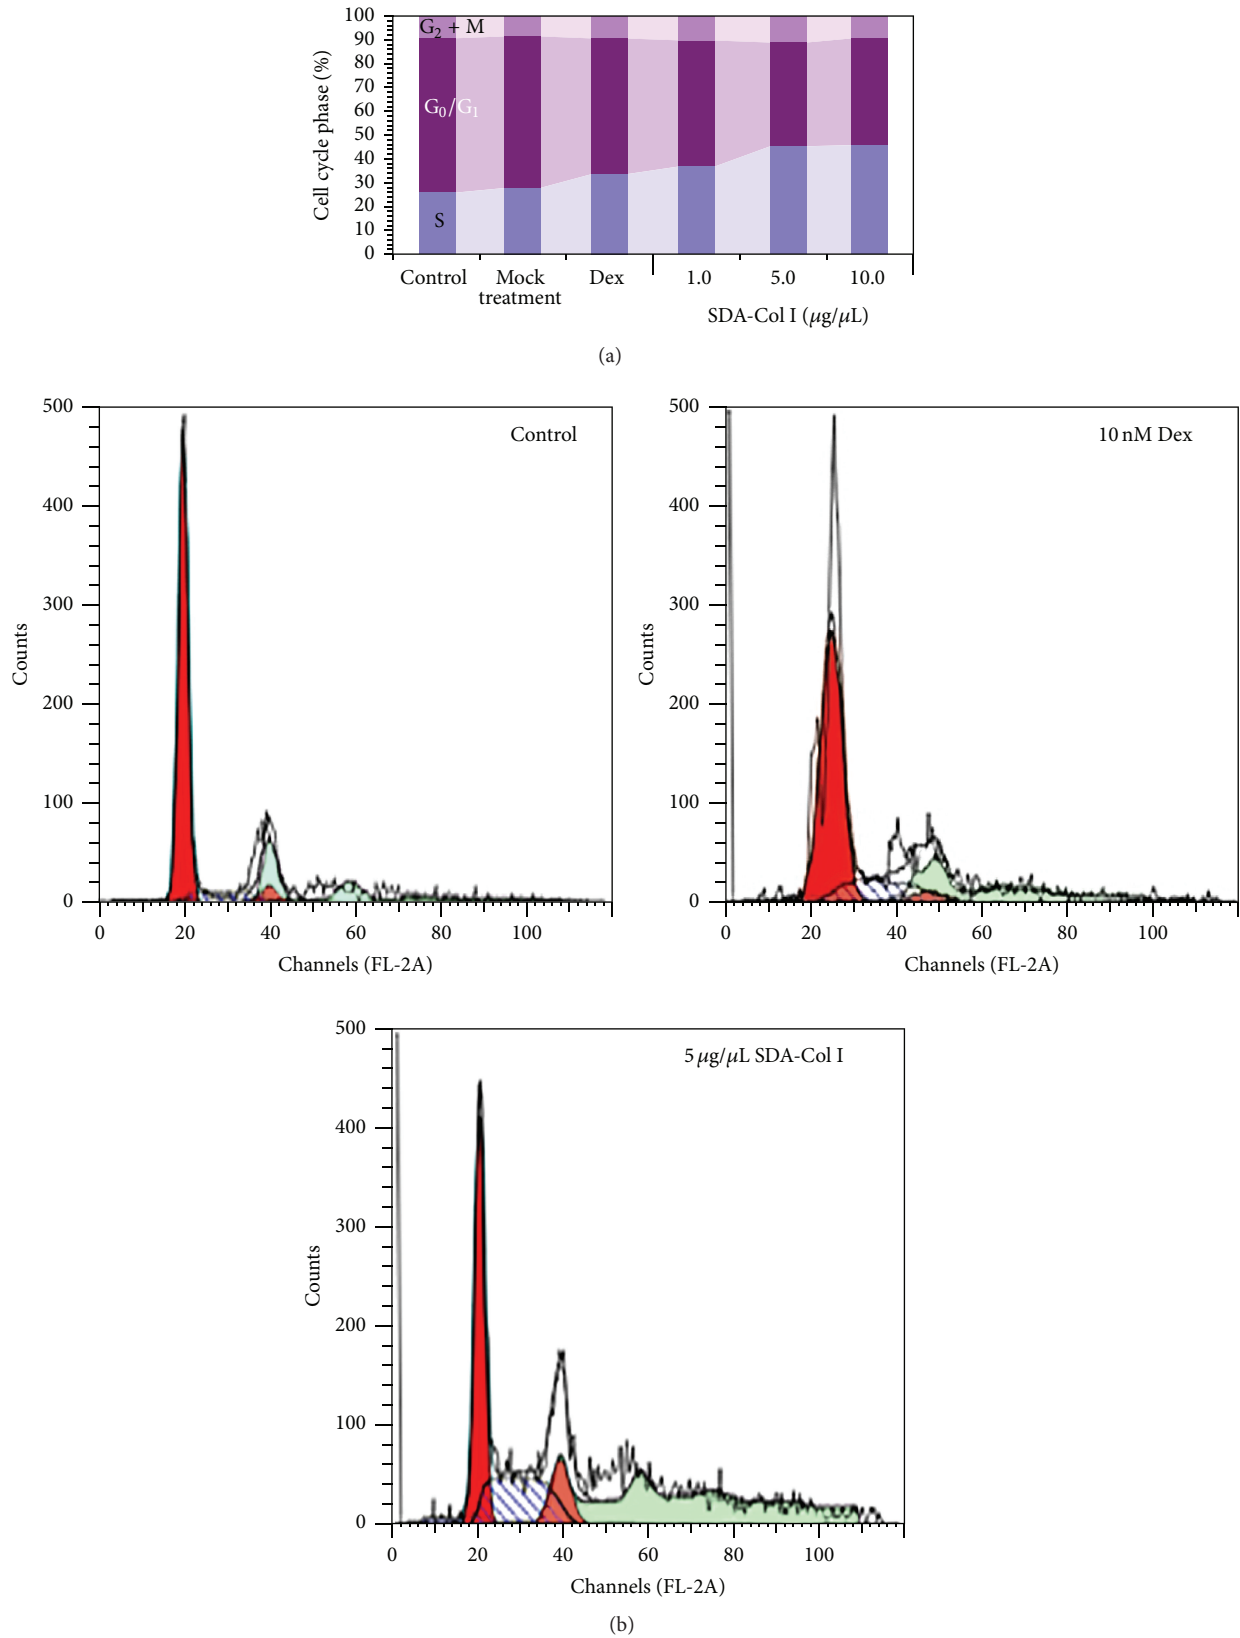 Cell cycle phase (%)
100
90
80
70
60
50
40
30
20
10
0
G₂ + M
G₀/G₁
S
Control
Mock
treatment
Dex
1.0
5.0
10.0
SDA-Col I (μg/μL)
(a)
Counts
500
400
300
200
100
0
Control
0 20 40 60 80 100
Channels (FL-2A)
Counts
500
400
300
200
100
0
10 nM Dex
0 20 40 60 80 100
Channels (FL-2A)
Counts
500
400
300
200
100
0
5 μg/μL SDA-Col I
0 20 40 60 80 100
Channels (FL-2A)
(b)